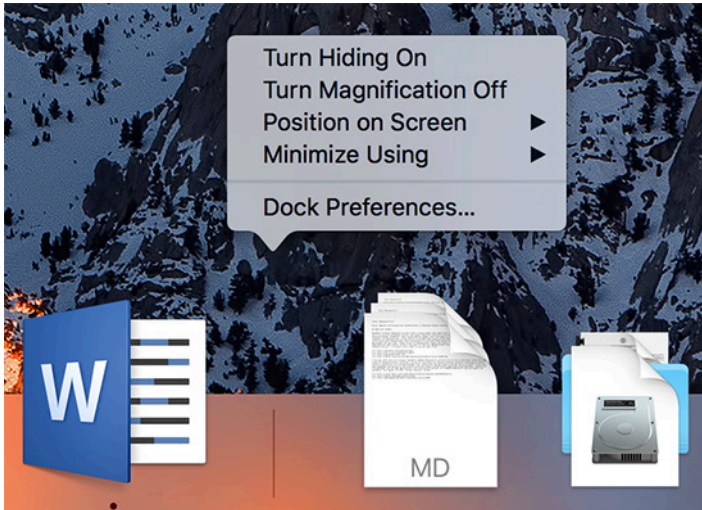 Turn Hiding On
Turn Magnification Off
Position on Screen
Minimize Using
Dock Preferences...
W
MD